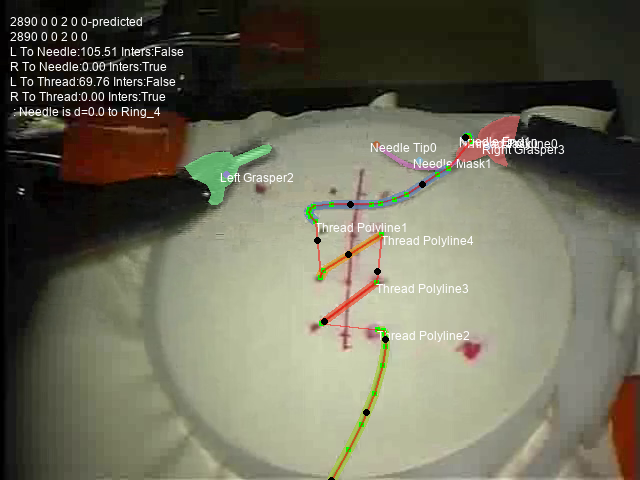 2890 0 0 2 0 0-predicted
2890 0 0 2 0 0
L To Needle:105.51 Inters:False
R To Needle:0.00 Inters:True
L To Thread:69.76 Inters:False
R To Thread:0.00 Inters:True
: Needle is d=0.0 to Ring_4
Needle Tip0
Right Grasper3
Needle Mask1
Left Grasper2
Thread Polyline1
Thread Polyline4
Thread Polyline3
Thread Polyline2